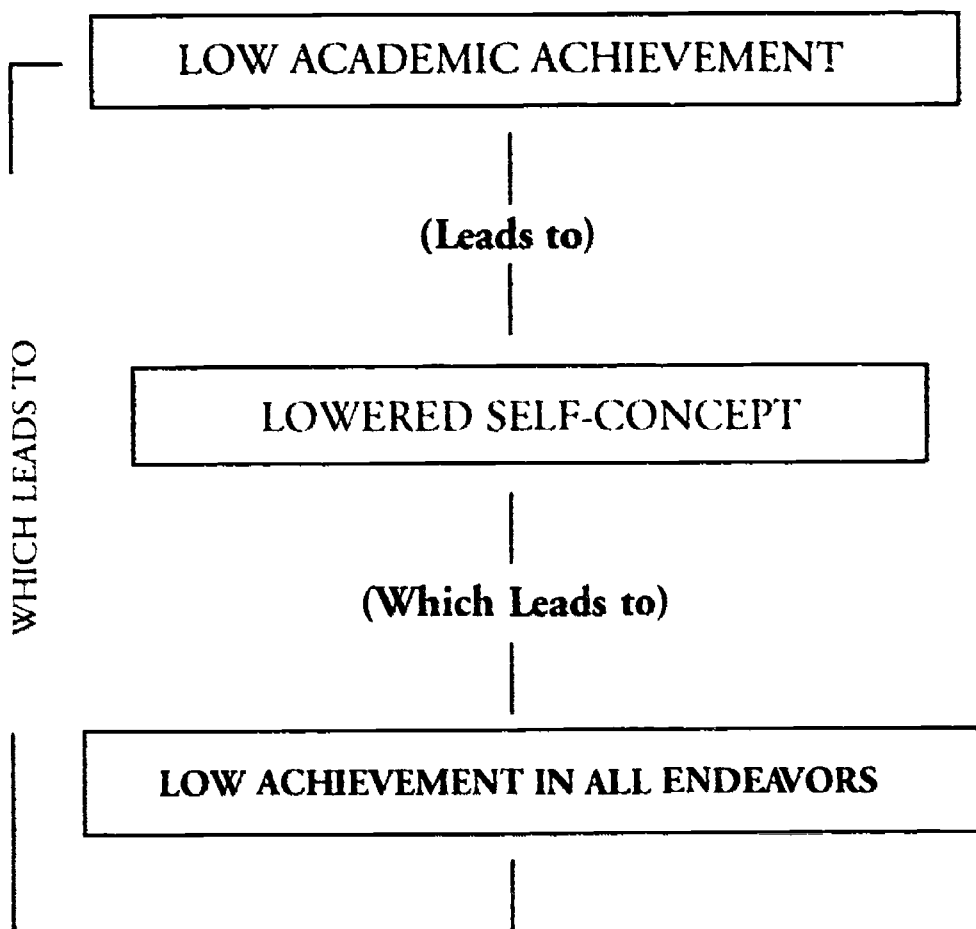 LOW ACADEMIC ACHIEVEMENT
(Leads to)
WHICH LEADS TO
LOWERED SELF-CONCEPT
(Which Leads to)
LOW ACHIEVEMENT IN ALL ENDEAVORS